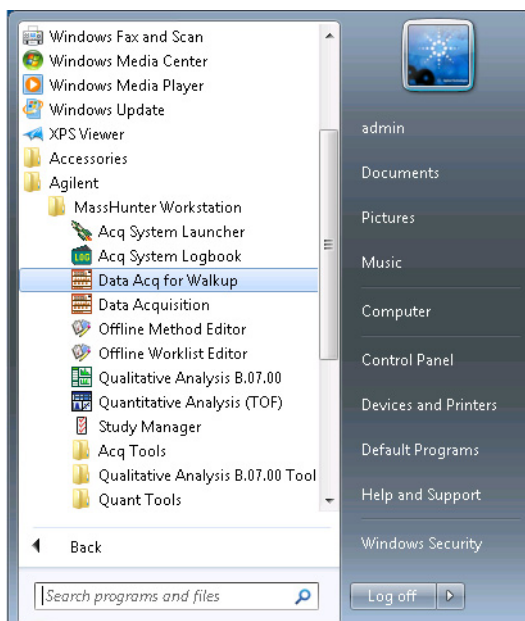 Windows Fax and Scan
Windows Media Center
Windows Media Player
Windows Update
XPS Viewer
Accessories
Agilent
MassHunter Workstation
Acq System Launcher
LOG
Acq System Logbook
Data Acq for Walkup
Data Acquisition
Offline Method Editor
Offline Worklist Editor
Qualitative Analysis B.07.00
Quantitative Analysis (TOF)
Study Manager
Acq Tools
Qualitative Analysis B.07.00 Tool
Quant Tools
Back
Search programs and files
admin
Documents
Pictures
Music
Computer
Control Panel
Devices and Printers
Default Programs
Help and Support
Windows Security
Log off